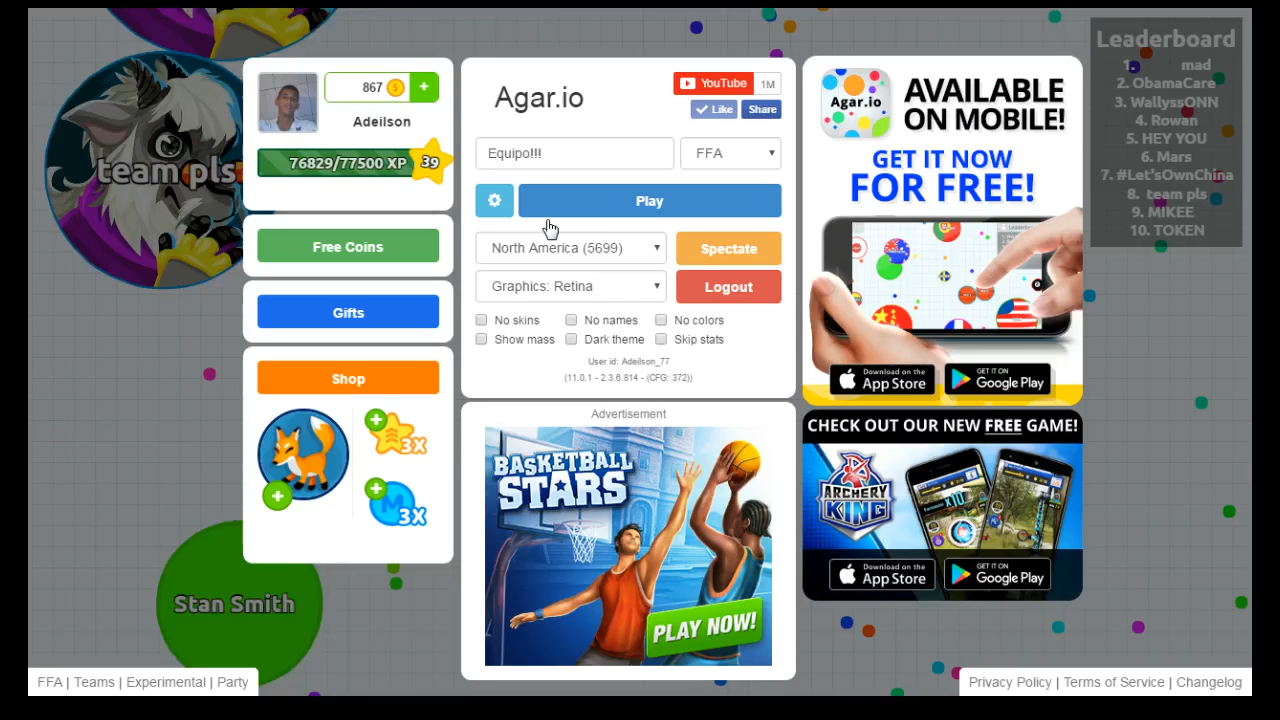 team pls
867
Adeilson
76829/77500 XP
39
Free Coins
Gifts
Shop
3X
M
3X
Stan Smith
FFA | Teams | Experimental | Party
Agar.io
YouTube 1M
Like Share
Equipo!!!
FFA
Play
North America (5699)
Spectate
Graphics: Retina
Logout
No skins No names No colors
Show mass Dark theme Skip stats
User id: Adeilson_77
(11.0.1 - 2.3.6.814 - (CFG: 372))
Advertisement
BASKETBALL
STARS
PLAY NOW!
Agar.io
AVAILABLE
ON MOBILE!
GET IT NOW
FOR FREE!
Download on the
App Store
GET IT ON
Google Play
CHECK OUT OUR NEW FREE GAME!
ARCHERY
KING
X10
Download on the
App Store
GET IT ON
Google Play
Leaderboard
1. mad
2. ObamaCare
3. WallyssONN
4. Rowan
5. HEY YOU
6. Mars
7. #Let'sOwnChina
8. team pls
9. MIKEE
10. TOKEN
Privacy Policy | Terms of Service | Changelog